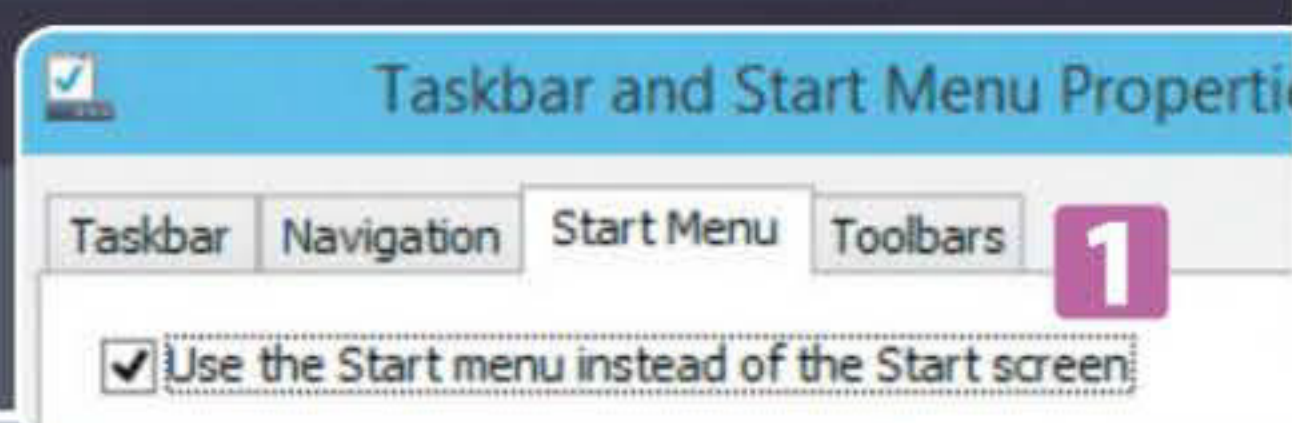 Taskbar and Start Menu Properti
Taskbar Navigation Start Menu Toolbars 1
Use the Start menu instead of the Start screen